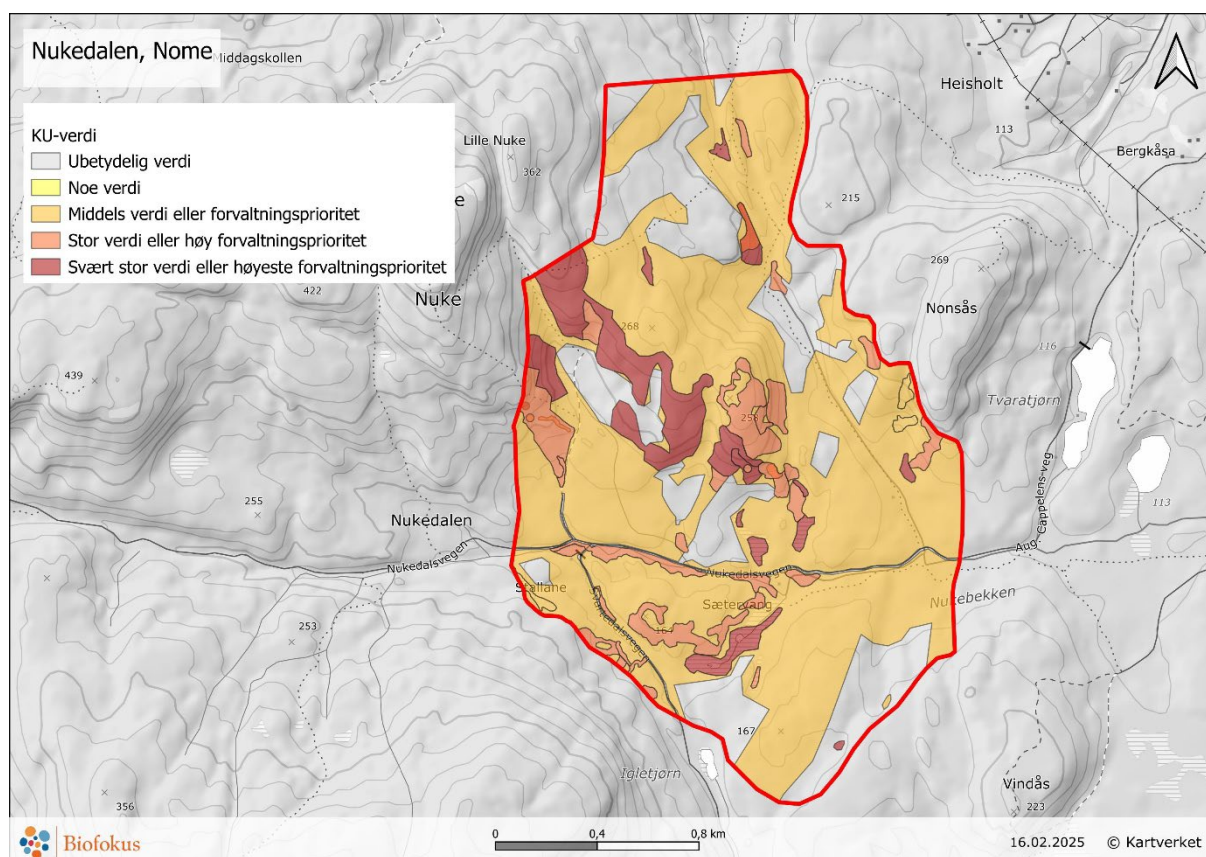 Nukedalen, Nome
Middagskollen
KU-verdi
Ubetydelig verdi
Noe verdi
Middels verdi eller forvaltningsprioritet
Stor verdi eller høy forvaltningsprioritet
Svært stor verdi eller høyeste forvaltningsprioritet
Heisholt
113
Bergkåsa
Lille Nuke
362
215
269
422
Nuke
Nonsås
268
116
439
Tvaratjørn
258
255
113
Nukedalen
Nukedalsvegen
Aug. Cappelens-veg
Nukedalsvegen
Stallane
Nukebekken
Sætervang
253
167
Igletjørn
Vindås
356
223
Biofokus
0
0,4
0,8 km
16.02.2025
© Kartverket